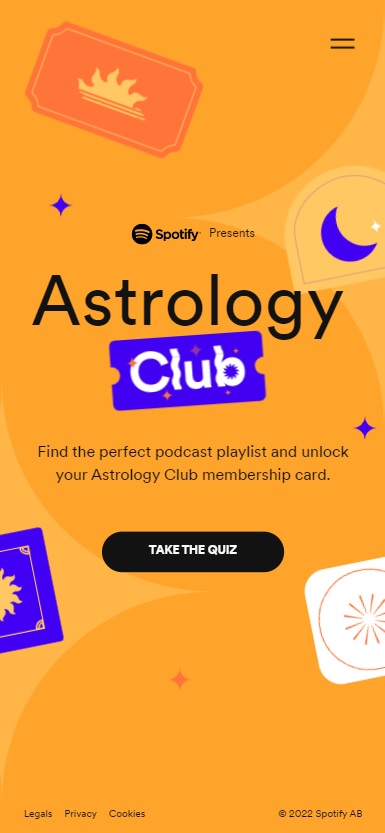 Spotify Presents
Astrology
Club
Find the perfect podcast playlist and unlock
your Astrology Club membership card.
TAKE THE QUIZ
Legals Privacy Cookies © 2022 Spotify AB